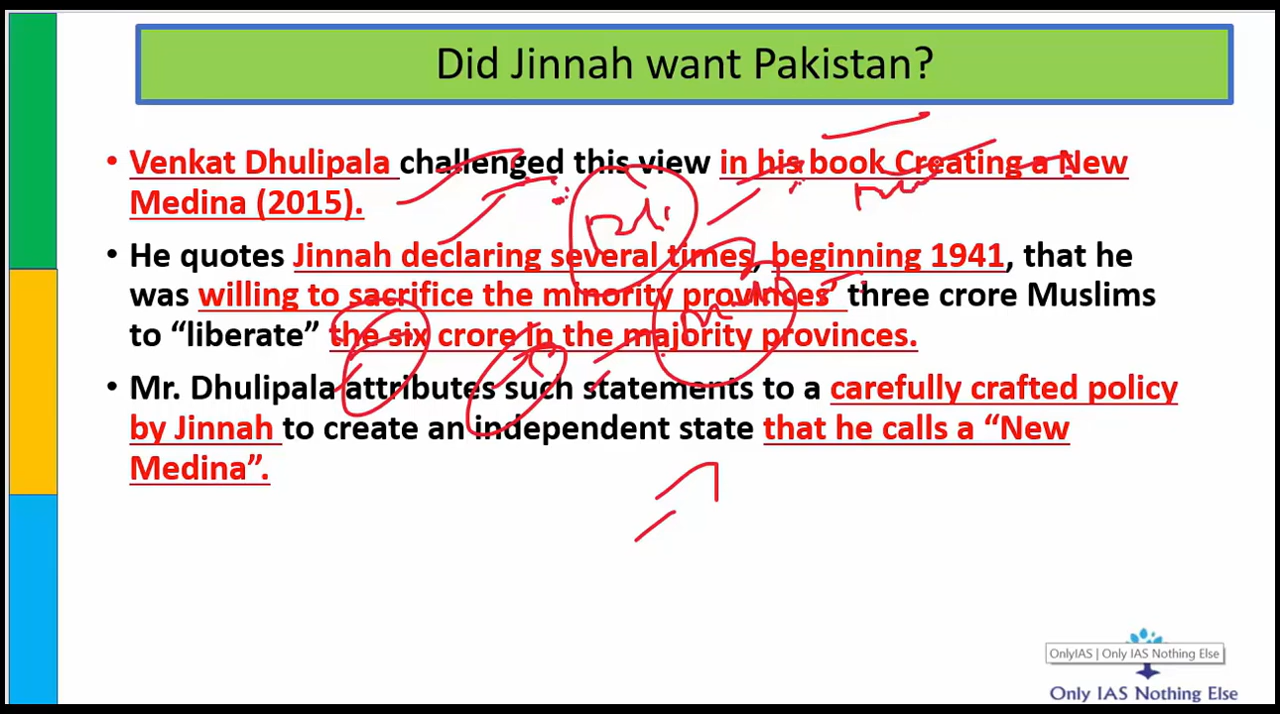 Did Jinnah want Pakistan?
• Venkat Dhulipala challenged this view in his book Creating a New
Medina (2015).
• He quotes Jinnah declaring several times, beginning 1941, that he
was willing to sacrifice the minority provinces’ three crore Muslims
to “liberate” the six crore in the majority provinces.
• Mr. Dhulipala attributes such statements to a carefully crafted policy
by Jinnah to create an independent state that he calls a “New
Medina”.
OnlyIAS | Only IAS Nothing Else
Only IAS Nothing Else